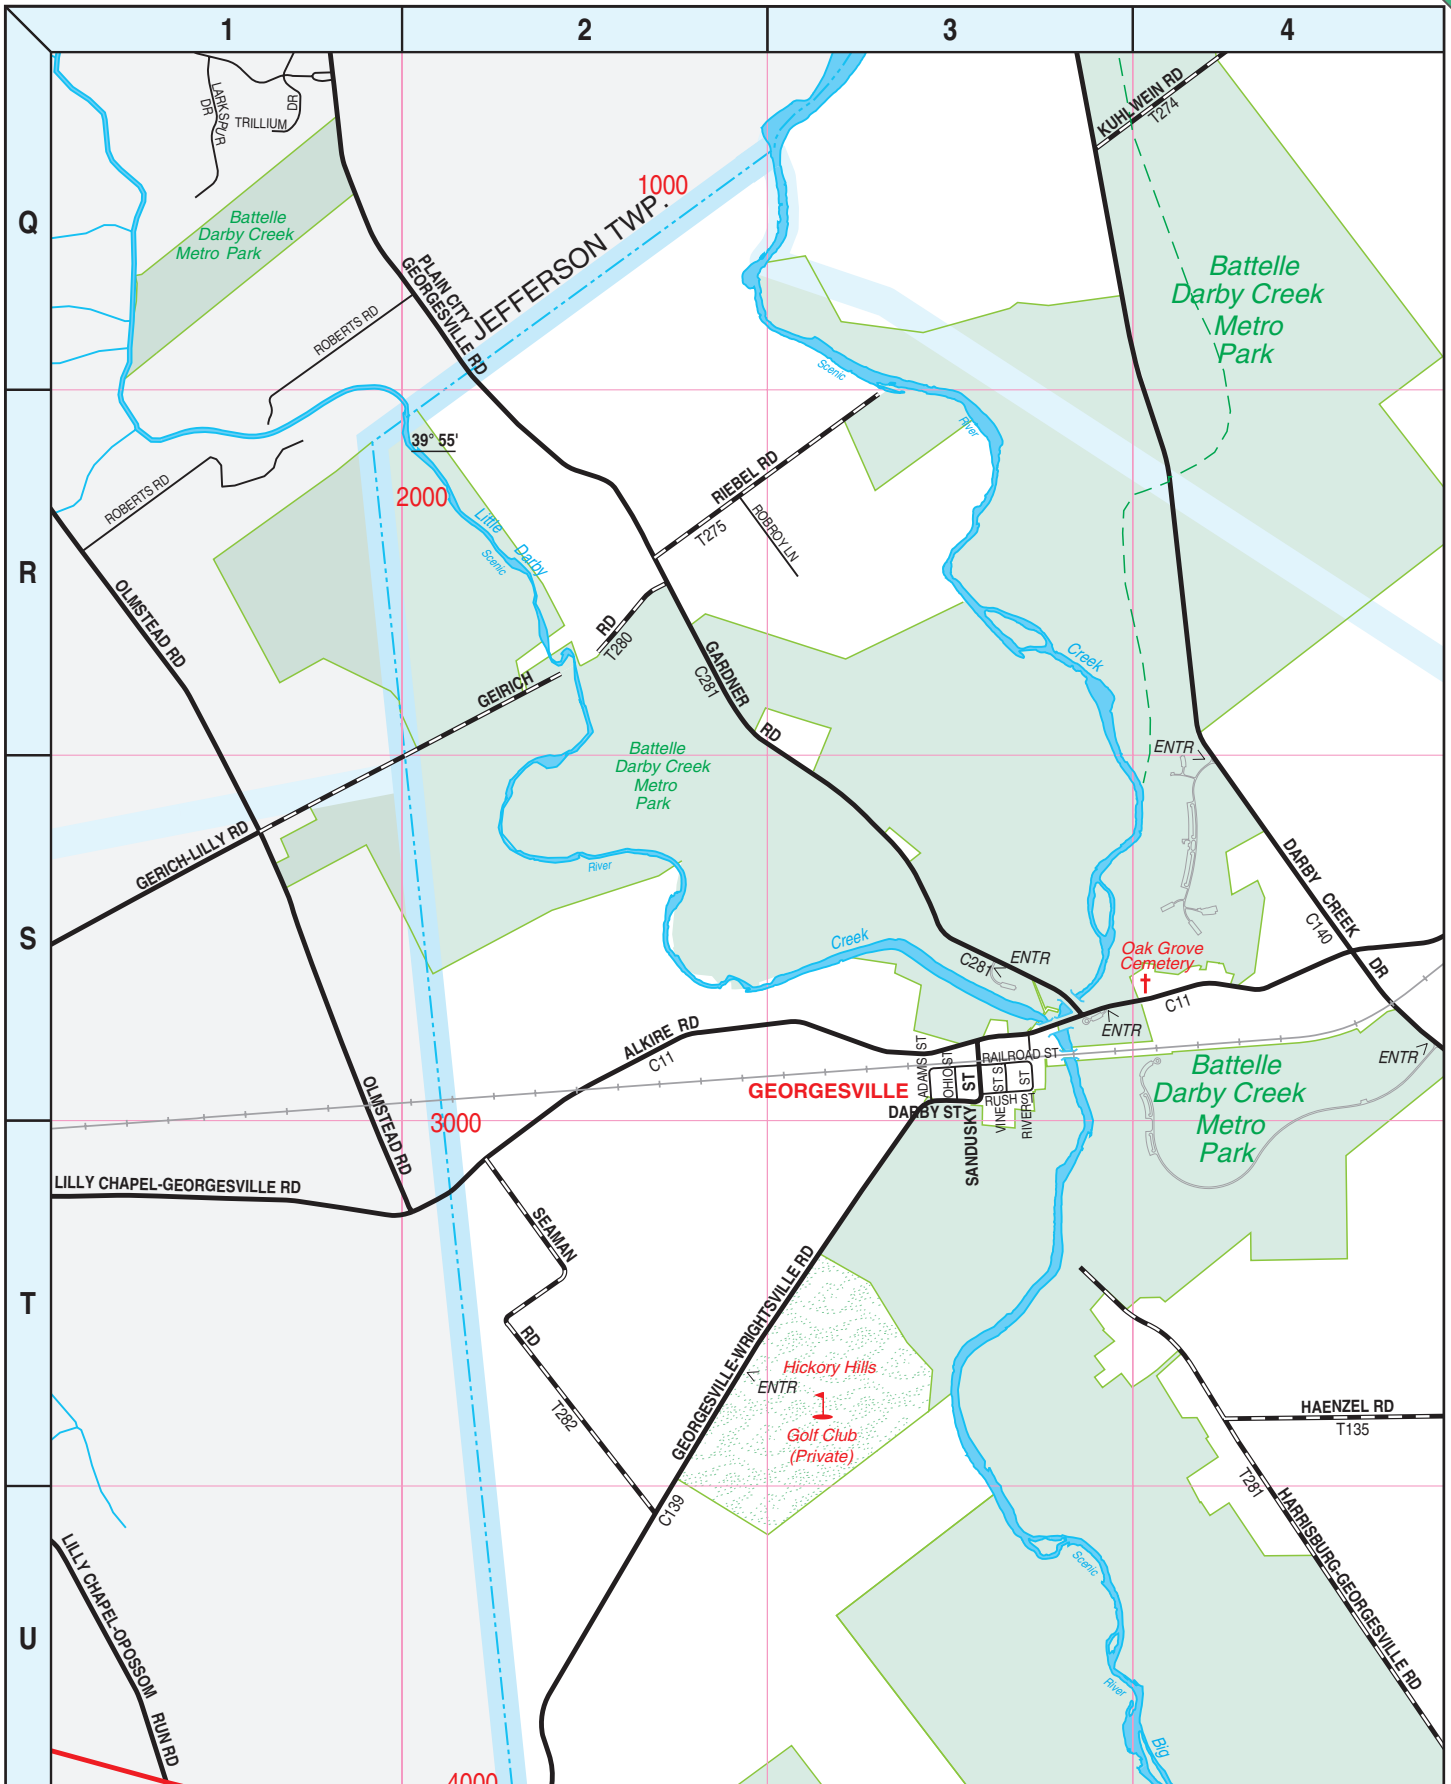 1
2
3
4
Q
R
S
T
U
LARKSPUR
DR
TRILLIUM
DR
Battelle
Darby Creek
Metro Park
ROBERTS RD
PLAIN CITY
GEORGESVILLE RD
JEFFERSON TWP.
1000
KUHLWEIN RD
T274
Battelle
Darby Creek
Metro
Park
Scenic
River
39° 55'
2000
ROBERTS RD
Little
Darby
Scenic
RIEBEL RD
T275
ROBROY LN
OLMSTEAD RD
RD
T280
GEIRICH
GARDNER
C281
RD
Creek
ENTR
Battelle
Darby Creek
Metro
Park
GERICH-LILLY RD
River
DARBY CREEK
C140
DR
Creek
C281
ENTR
Oak Grove
Cemetery
C11
ENTR
ALKIRE RD
C11
ENTR
GEORGESVILLE
ADAMS ST
OHIO ST
ST
SANDUSKY
RAILROAD ST
ST S
VINE
RUSH ST
ST
RIVER
DARBY ST
Battelle
Darby Creek
Metro
Park
OLMSTEAD RD
3000
LILLY CHAPEL-GEORGESVILLE RD
SEAMAN
RD
T282
GEORGESVILLE-WRIGHTSVILLE RD
ENTR
Hickory Hills
Golf Club
(Private)
C139
HAENZEL RD
T135
T281
HARRISBURG-GEORGESVILLE RD
Scenic
River
Big
LILLY CHAPEL-OPOSSOM RUN RD
4000